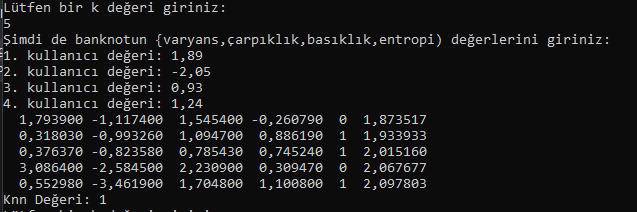 Lütfen bir k değeri giriniz:
5
Şimdi de banknotun {varyans,çarpıklık,basıklık,entropi) değerlerini giriniz:
1. kullanıcı değeri: 1,89
2. kullanıcı değeri: -2,05
3. kullanıcı değeri: 0,93
4. kullanıcı değeri: 1,24
1,793900 -1,117400 1,545400 -0,260790 0 1,873517
0,318030 -0,993260 1,094700 0,886190 1 1,933933
0,376370 -0,823580 0,785430 0,745240 1 2,015160
3,086400 -2,584500 2,230900 0,309470 0 2,067677
0,552980 -3,461900 1,704800 1,100800 1 2,097803
Knn Değeri: 1